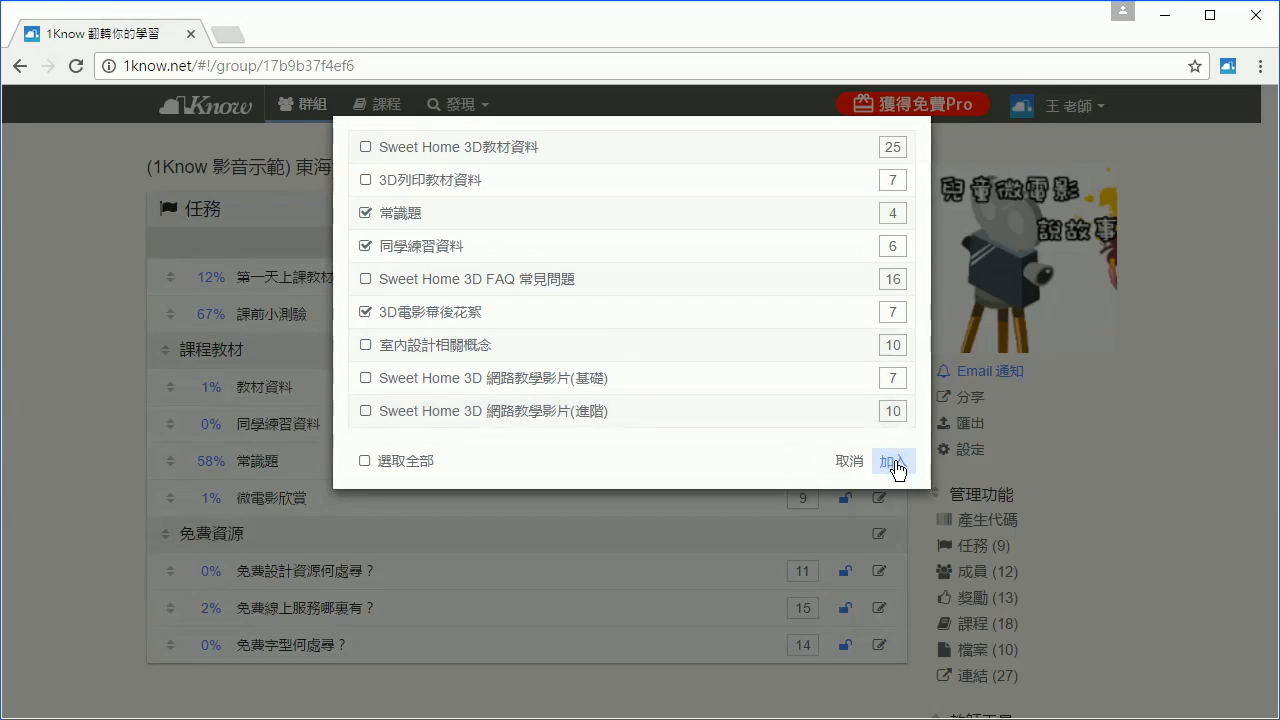 1Know 翻轉你的學習
1know.net/#!/group/17b9b37f4ef6
1Know
群組
課程
發現
獲得免費Pro
王 老師
(1Know 影音示範) 東海
任務
12% 第一天上課教材
67% 課前小測驗
課程教材
1% 教材資料
0% 同學練習資料
58% 常識題
1% 微電影欣賞 9
免費資源
0% 免費設計資源何處尋? 11
2% 免費線上服務哪裏有? 15
0% 免費字型何處尋? 14
Sweet Home 3D教材資料 25
3D列印教材資料 7
常識題 4
同學練習資料 6
Sweet Home 3D FAQ 常見問題 16
3D電影幕後花絮 7
室內設計相關概念 10
Sweet Home 3D 網路教學影片(基礎) 7
Sweet Home 3D 網路教學影片(進階) 10
選取全部
取消
加入
兒童微電影
說故事
Email 通知
分享
匯出
設定
管理功能
產生代碼
任務 (9)
成員 (12)
獎勵 (13)
課程 (18)
檔案 (10)
連結 (27)